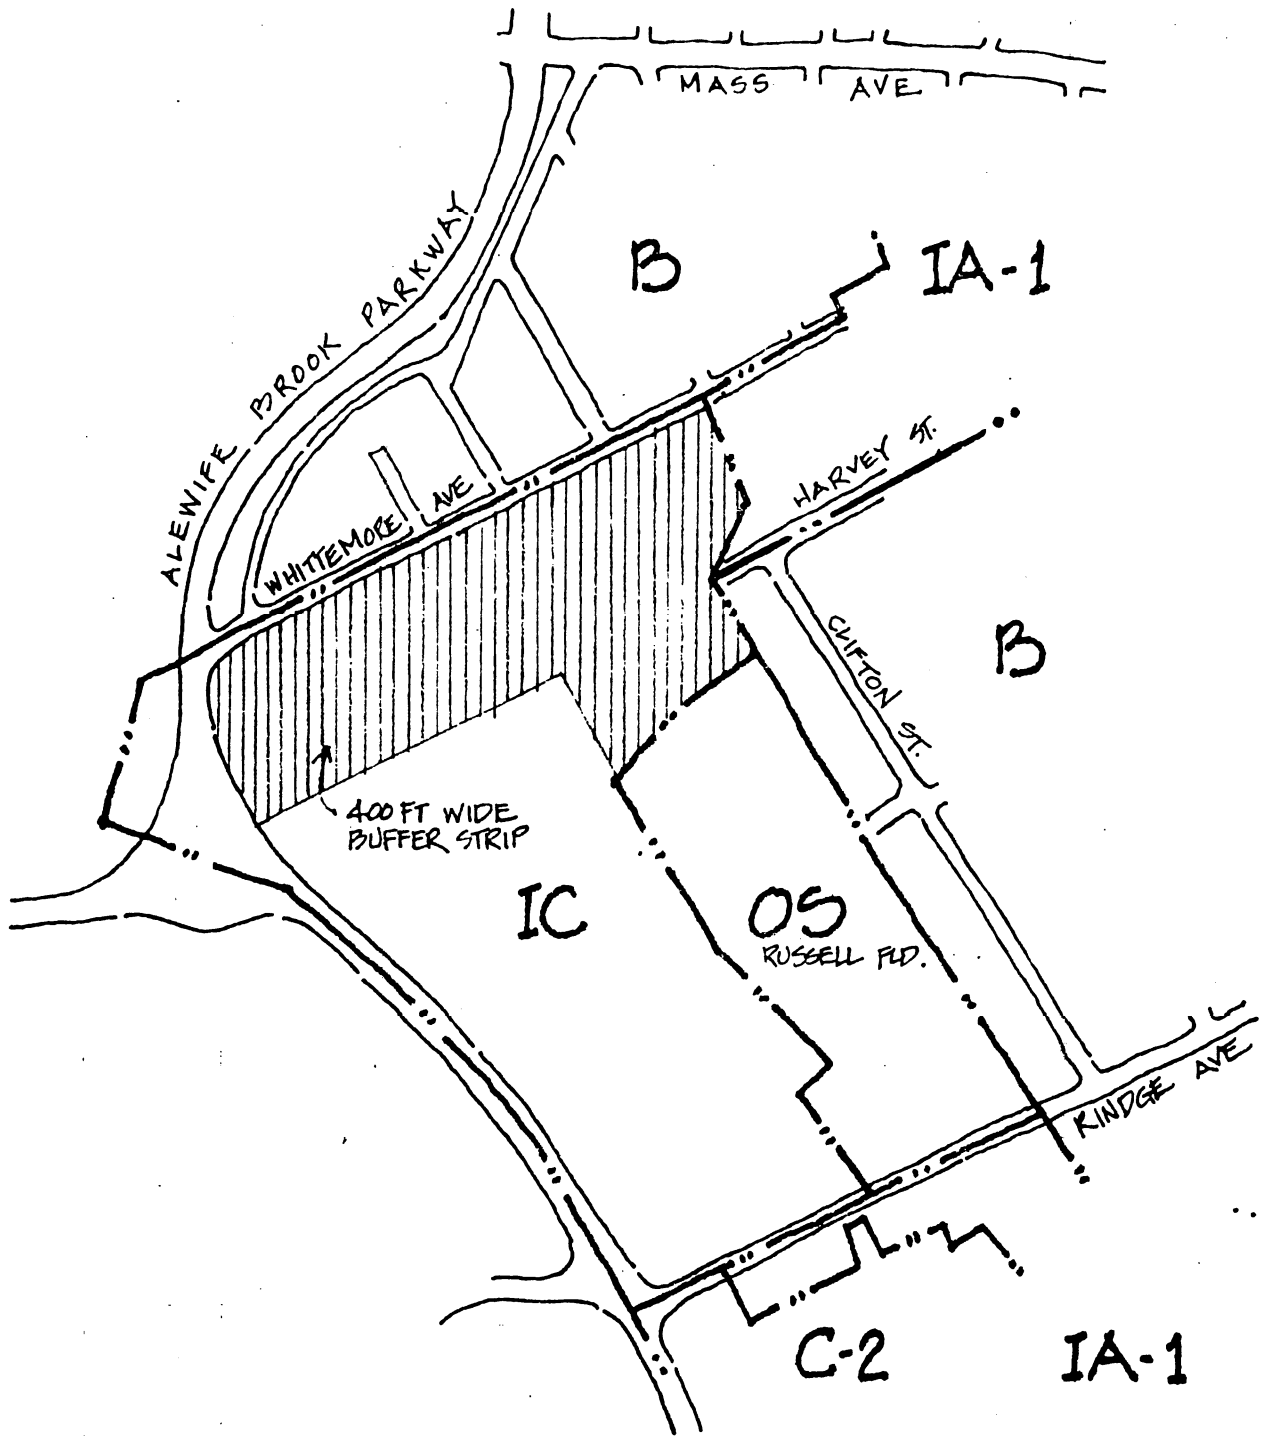 MASS AVE
ALEWIFE BROOK PARKWAY
B
IA-1
HARVEY ST.
WHITTEMORE AVE
CLIFTON ST.
B
400 FT WIDE
BUFFER STRIP
IC
OS
RUSSELL FLD.
RINDGE AVE
C-2
IA-1